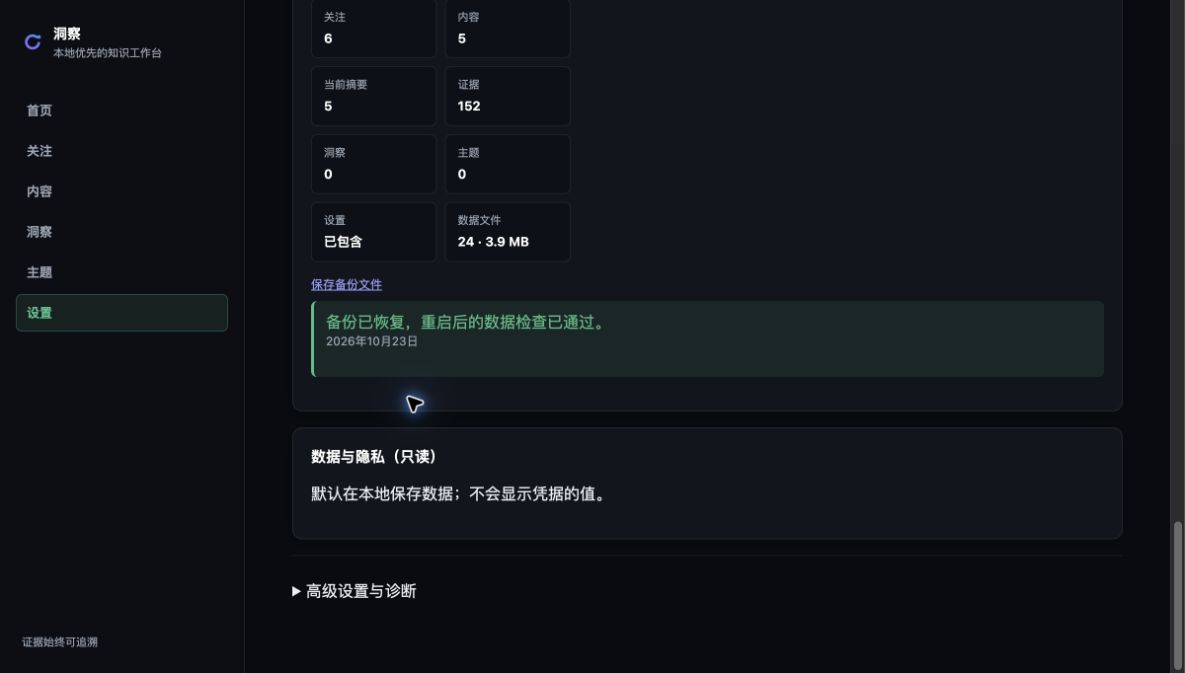 洞察
本地优先的知识工作台
首页
关注
内容
洞察
主题
设置
证据始终可追溯
关注
6
内容
5
当前摘要
5
证据
152
洞察
0
主题
0
设置
已包含
数据文件
24 · 3.9 MB
保存备份文件
备份已恢复，重启后的数据检查已通过。
2026年10月23日
数据与隐私（只读）
默认在本地保存数据；不会显示凭据的值。
▶ 高级设置与诊断